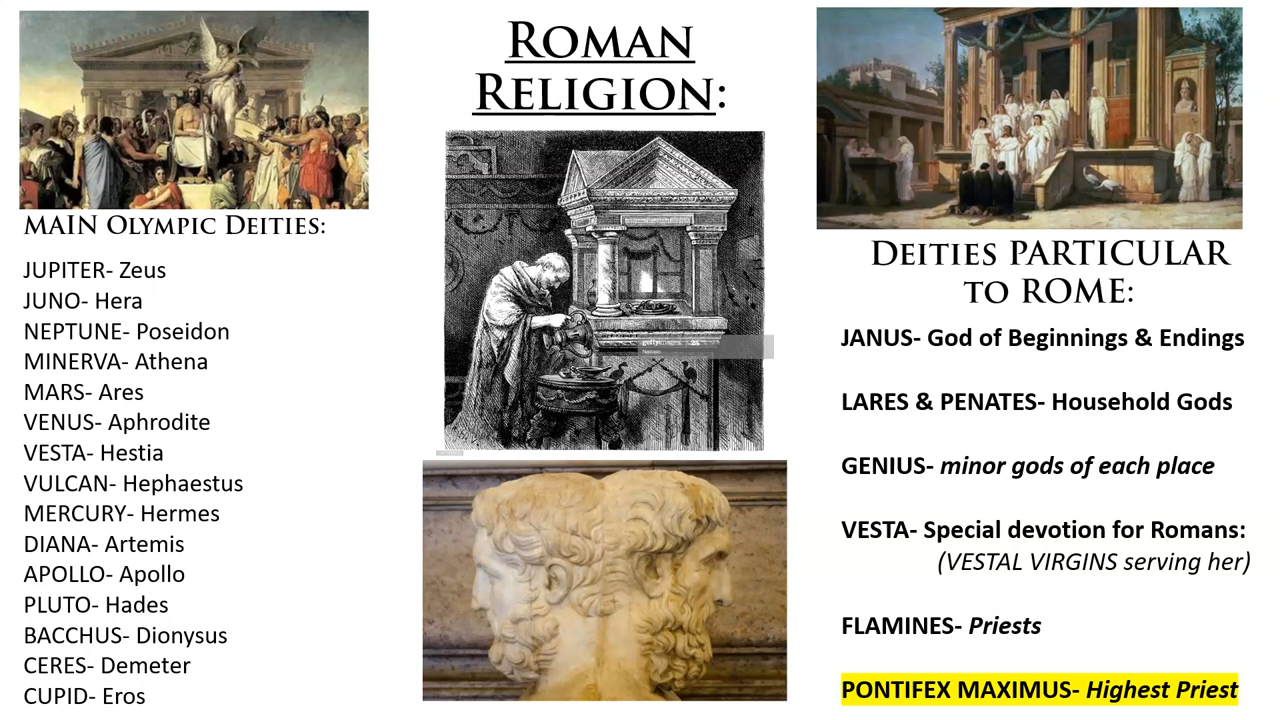 ROMAN
RELIGION:
MAIN OLYMPIC DEITIES:
JUPITER- Zeus
JUNO- Hera
NEPTUNE- Poseidon
MINERVA- Athena
MARS- Ares
VENUS- Aphrodite
VESTA- Hestia
VULCAN- Hephaestus
MERCURY- Hermes
DIANA- Artemis
APOLLO- Apollo
PLUTO- Hades
BACCHUS- Dionysus
CERES- Demeter
CUPID- Eros
gettyimages
DEITIES PARTICULAR
TO ROME:
JANUS- God of Beginnings & Endings
LARES & PENATES- Household Gods
GENIUS- minor gods of each place
VESTA- Special devotion for Romans:
(VESTAL VIRGINS serving her)
FLAMINES- Priests
PONTIFEX MAXIMUS- Highest Priest